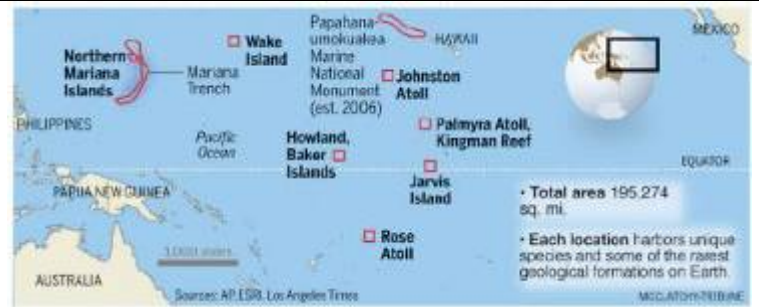 Papahana-
umokuakea
Marine
National
Monument
(est. 2006)
HAWAII
MEXICO
Wake
Island
Northern
Mariana
Islands
Mariana
Trench
Johnston
Atoll
PHILIPPINES
Pacific
Ocean
Howland,
Baker
Islands
Palmyra Atoll,
Kingman Reef
EQUATOR
Jarvis
Island
PAPUA NEW GUINEA
• Total area 195,274
sq. mi.
Rose
Atoll
• Each location harbors unique
species and some of the rarest
geological formations on Earth.
1,000 miles
AUSTRALIA
Sources: AP, ESRI, Los Angeles Times
MCCLATCHY-TRIBUNE